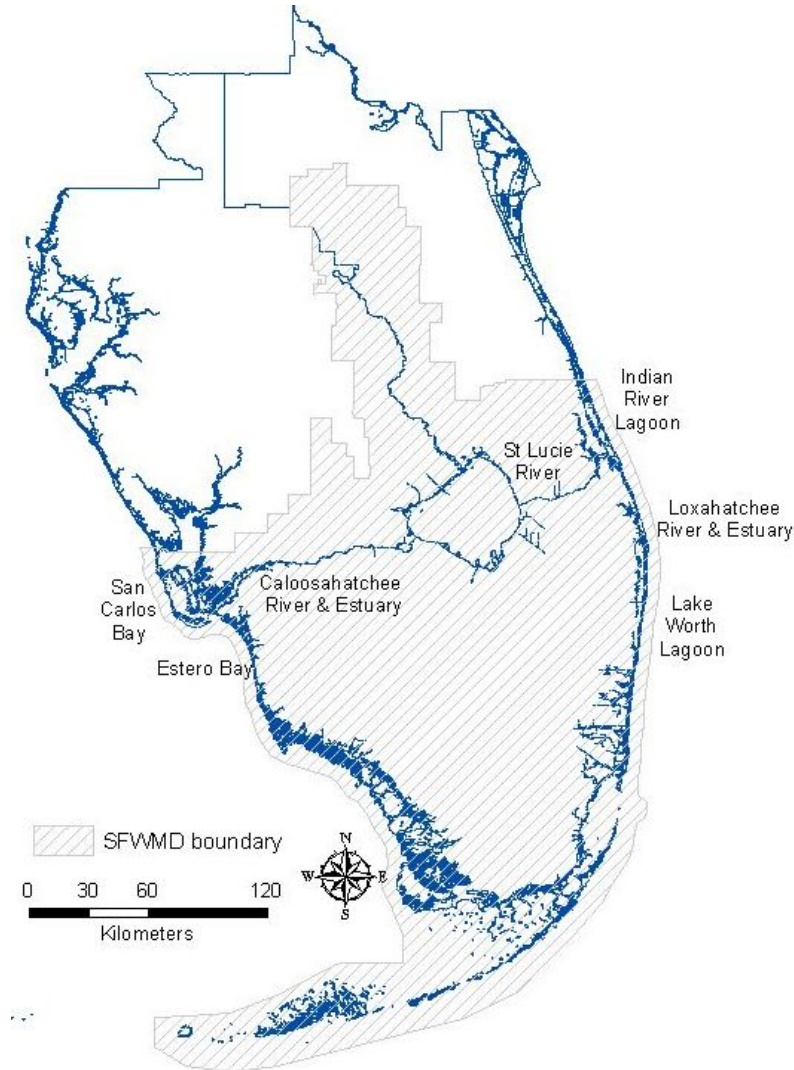 Indian
River
Lagoon
St Lucie
River
Loxahatchee
River & Estuary
San
Carlos
Bay
Caloosahatchee
River & Estuary
Lake
Worth
Lagoon
Estero Bay
SFWMD boundary
N
W
E
S
0 30 60 120
Kilometers